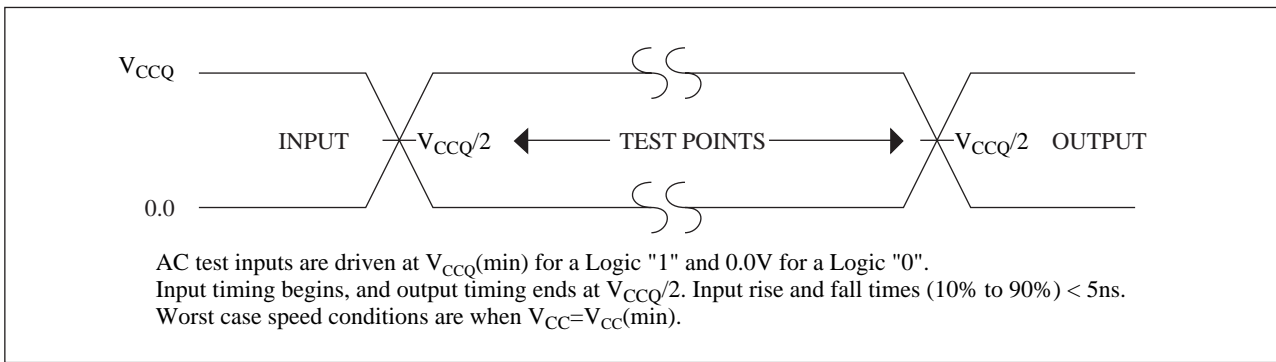 VCCQ
INPUT VCCQ/2 TEST POINTS VCCQ/2 OUTPUT
0.0
AC test inputs are driven at VCCQ(min) for a Logic "1" and 0.0V for a Logic "0".
Input timing begins, and output timing ends at VCCQ/2. Input rise and fall times (10% to 90%) < 5ns.
Worst case speed conditions are when VCC=VCC(min).